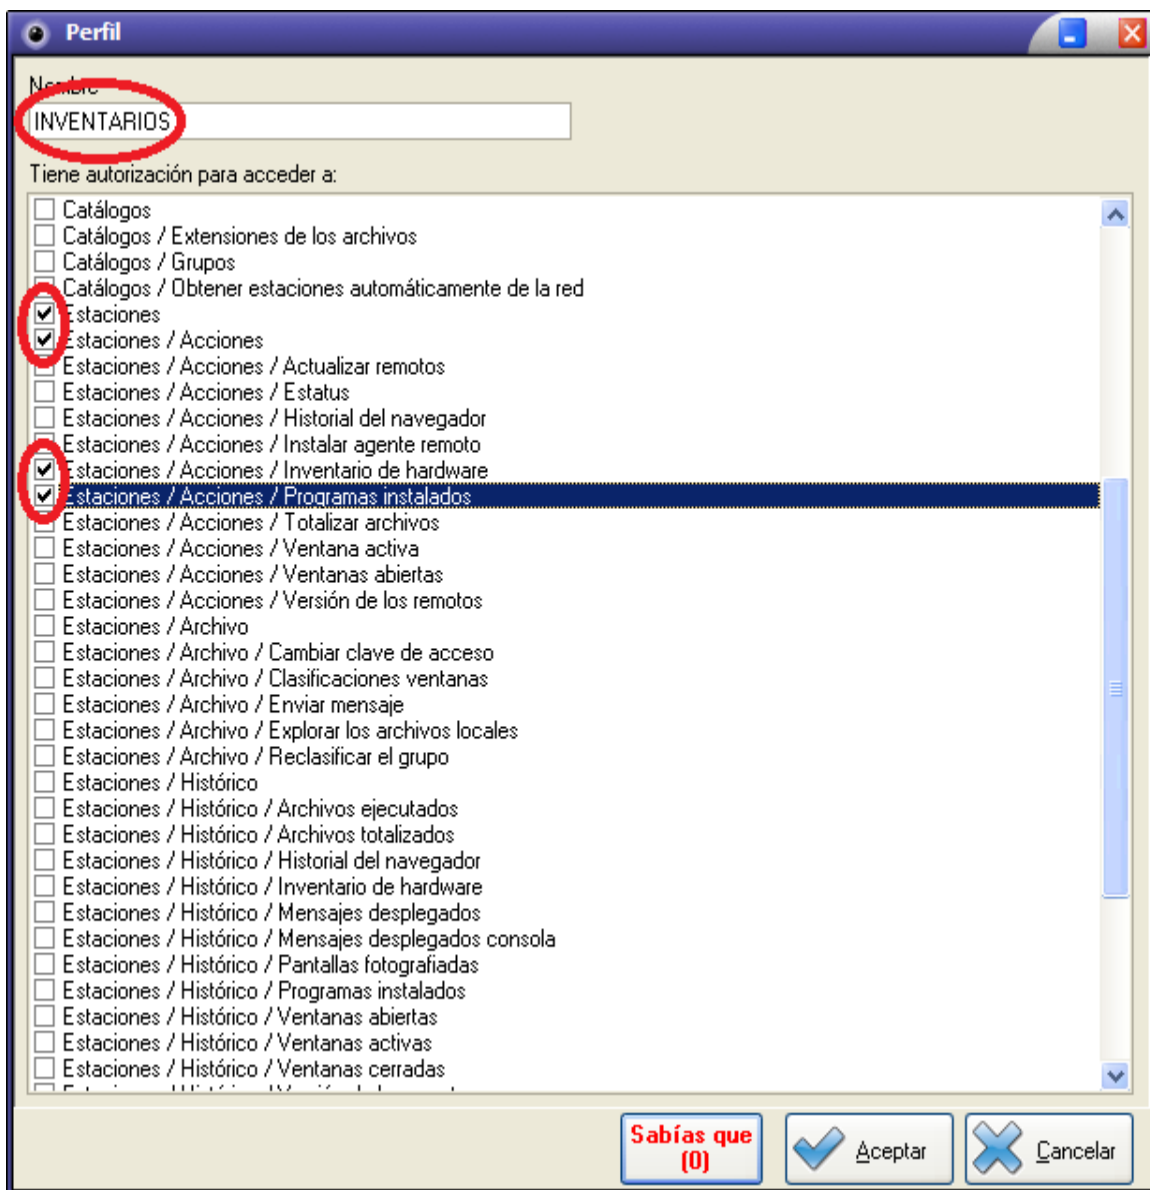 Perfil
Nombre
INVENTARIOS
Tiene autorización para acceder a:
Catálogos
Catálogos / Extensiones de los archivos
Catálogos / Grupos
Catálogos / Obtener estaciones automáticamente de la red
Estaciones
Estaciones / Acciones
Estaciones / Acciones / Actualizar remotos
Estaciones / Acciones / Estatus
Estaciones / Acciones / Historial del navegador
Estaciones / Acciones / Instalar agente remoto
Estaciones / Acciones / Inventario de hardware
Estaciones / Acciones / Programas instalados
Estaciones / Acciones / Totalizar archivos
Estaciones / Acciones / Ventana activa
Estaciones / Acciones / Ventanas abiertas
Estaciones / Acciones / Versión de los remotos
Estaciones / Archivo
Estaciones / Archivo / Cambiar clave de acceso
Estaciones / Archivo / Clasificaciones ventanas
Estaciones / Archivo / Enviar mensaje
Estaciones / Archivo / Explorar los archivos locales
Estaciones / Archivo / Reclasificar el grupo
Estaciones / Histórico
Estaciones / Histórico / Archivos ejecutados
Estaciones / Histórico / Archivos totalizados
Estaciones / Histórico / Historial del navegador
Estaciones / Histórico / Inventario de hardware
Estaciones / Histórico / Mensajes desplegados
Estaciones / Histórico / Mensajes desplegados consola
Estaciones / Histórico / Pantallas fotografiadas
Estaciones / Histórico / Programas instalados
Estaciones / Histórico / Ventanas abiertas
Estaciones / Histórico / Ventanas activas
Estaciones / Histórico / Ventanas cerradas
Sabías que
(0)
Aceptar
Cancelar